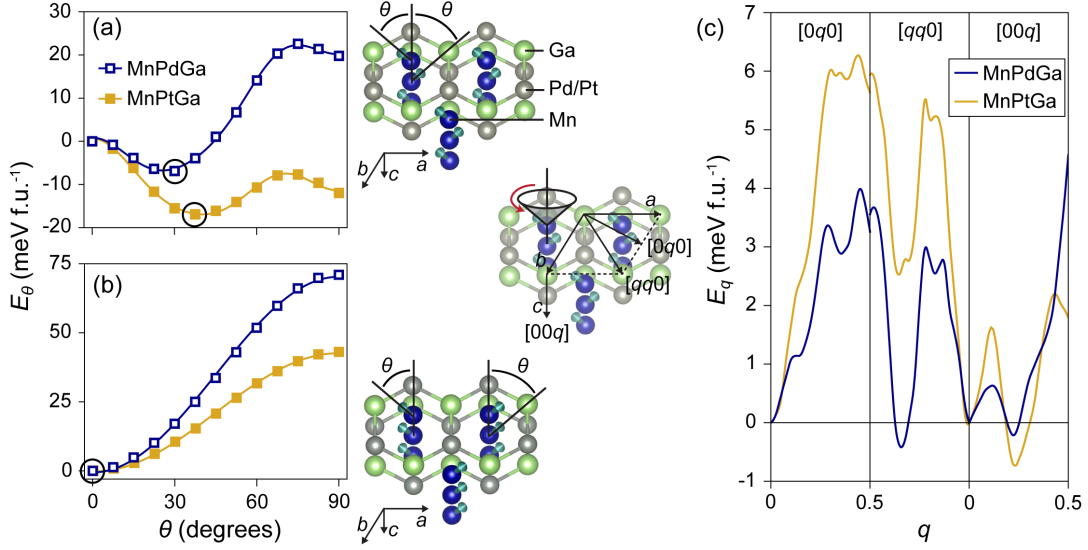 (a)
30
20
10
0
-10
-20
E_θ (meV f.u.⁻¹)
MnPdGa
MnPtGa
θ
θ
Ga
Pd/Pt
Mn
a
b
c
(b)
75
50
25
0
0
30
60
90
θ (degrees)
a
b
c
[0q0]
[qq0]
[00q]
θ
θ
a
b
c
(c)
[0q0]
[qq0]
[00q]
MnPdGa
MnPtGa
7
6
5
4
3
2
1
0
-1
E_q (meV f.u.⁻¹)
0
0.5
0
0.5
q